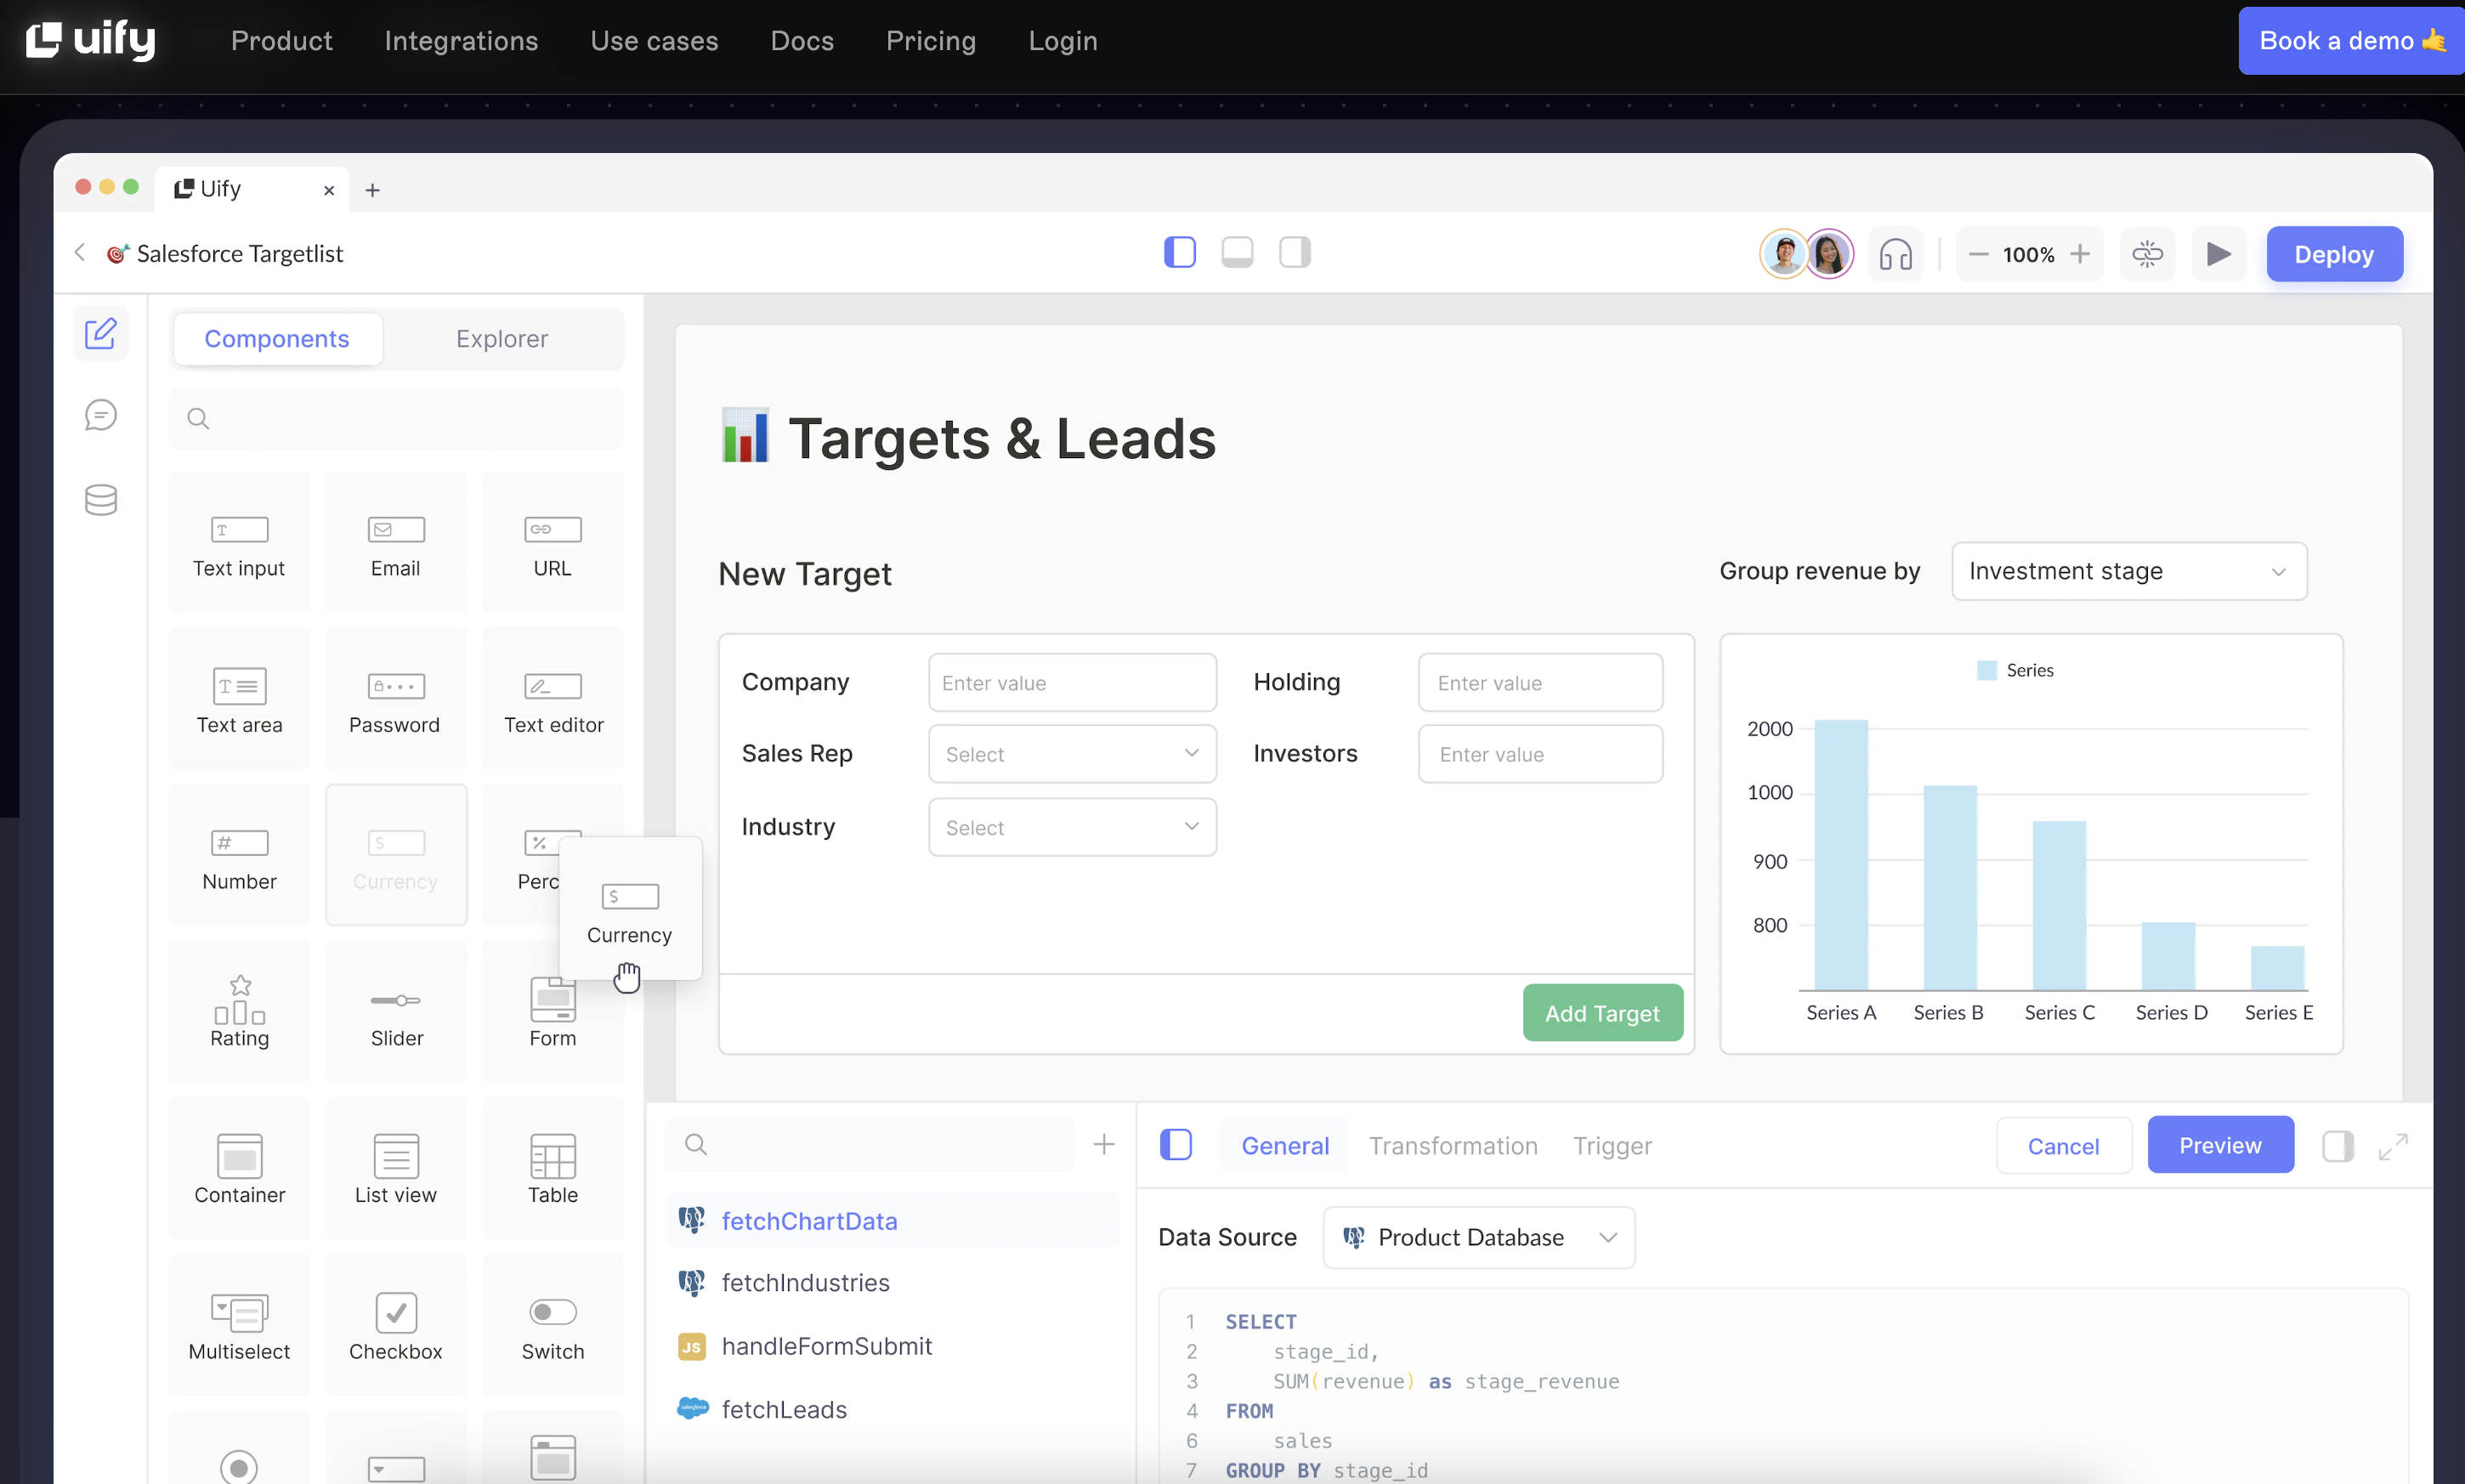 uify Product Integrations Use cases Docs Pricing Login Book a demo 🤙
Uify
🎯 Salesforce Targetlist 100% Deploy
Components Explorer
Text input Email URL
Text area Password Text editor
Number Currency Perc
Currency
Rating Slider Form
Container List view Table
Multiselect Checkbox Switch
📊 Targets & Leads
New Target
Company Enter value Holding Enter value
Sales Rep Select Investors Enter value
Industry Select
Add Target
Group revenue by Investment stage
Series
2000
1000
900
800
Series A Series B Series C Series D Series E
fetchChartData
fetchIndustries
JS handleFormSubmit
salesforce fetchLeads
General Transformation Trigger Cancel Preview
Data Source Product Database
1 SELECT
2 stage_id,
3 SUM(revenue) as stage_revenue
4 FROM
6 sales
7 GROUP BY stage_id